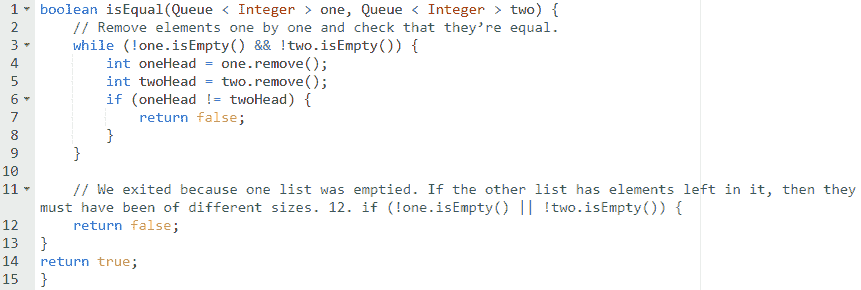 1 boolean isEqual(Queue < Integer > one, Queue < Integer > two) {
2     // Remove elements one by one and check that they’re equal.
3     while (!one.isEmpty() && !two.isEmpty()) {
4         int oneHead = one.remove();
5         int twoHead = two.remove();
6         if (oneHead != twoHead) {
7             return false;
8         }
9     }
10
11     // We exited because one list was emptied. If the other list has elements left in it, then they
must have been of different sizes. 12. if (!one.isEmpty() || !two.isEmpty()) {
12     return false;
13 }
14 return true;
15 }